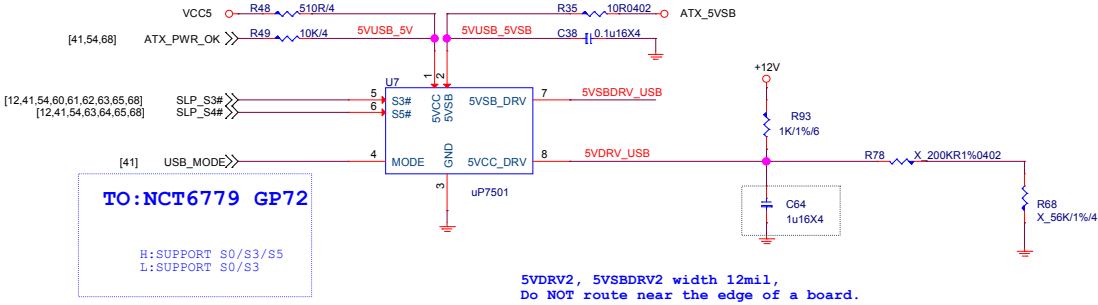 VCC5 R48 510R/4 R35 10R0402 ATX_5VSB
[41,54,68] ATX_PWR_OK R49 10K/4 5VUSB_5V 5VUSB_5VSB C38 0.1u16X4
+12V
U7 1 2
[12,41,54,60,61,62,63,65,68] SLP_S3# 5 S3# 5VCC 5VSB 5VSB_DRV 7 5VSBDRV_USB
[12,41,54,63,64,65,68] SLP_S4# 6 S5#
R93
1K/1%/6
[41] USB_MODE 4 MODE GND 5VCC_DRV 8 5VDRV_USB R78 X_200KR1%0402
3 uP7501
TO:NCT6779 GP72
C64
1u16X4
R68
X_56K/1%/4
H:SUPPORT S0/S3/S5
L:SUPPORT S0/S3
5VDRV2, 5VSBDRV2 width 12mil,
Do NOT route near the edge of a board.